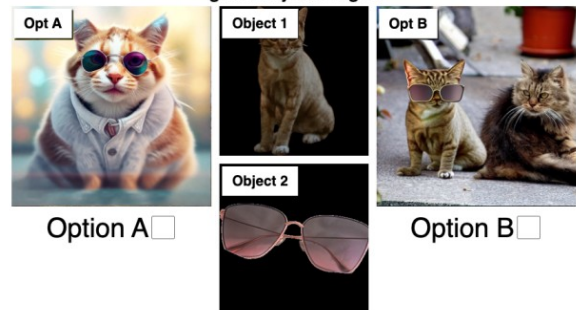 Opt A
Object 1
Opt B
Object 2
Option A
Option B